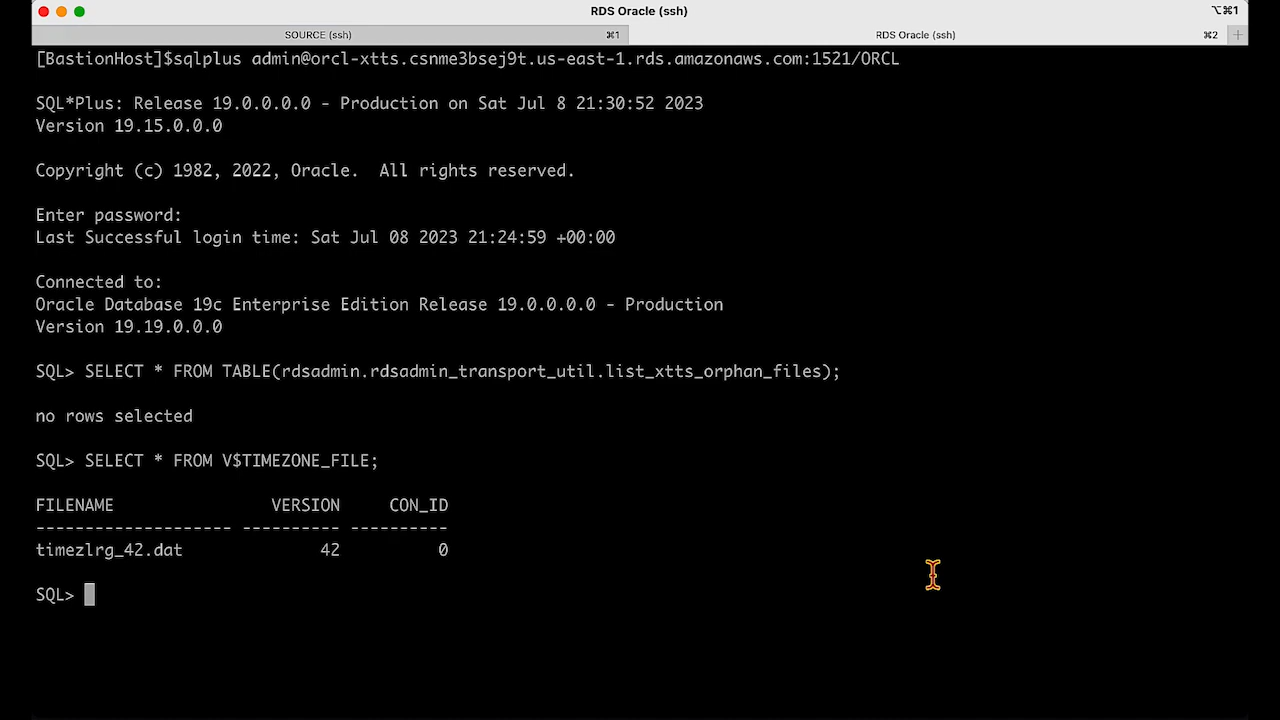 RDS Oracle (ssh)
⌥⌘1
SOURCE (ssh)
⌘1
RDS Oracle (ssh)
⌘2
+
[BastionHost]$sqlplus admin@orcl-xtts.csnme3bsej9t.us-east-1.rds.amazonaws.com:1521/ORCL
SQL*Plus: Release 19.0.0.0.0 - Production on Sat Jul 8 21:30:52 2023
Version 19.15.0.0.0
Copyright (c) 1982, 2022, Oracle.  All rights reserved.
Enter password:
Last Successful login time: Sat Jul 08 2023 21:24:59 +00:00
Connected to:
Oracle Database 19c Enterprise Edition Release 19.0.0.0.0 - Production
Version 19.19.0.0.0
SQL> SELECT * FROM TABLE(rdsadmin.rdsadmin_transport_util.list_xtts_orphan_files);
no rows selected
SQL> SELECT * FROM V$TIMEZONE_FILE;
FILENAME                VERSION     CON_ID
-------------------- ---------- ----------
timezlrg_42.dat              42          0
SQL>